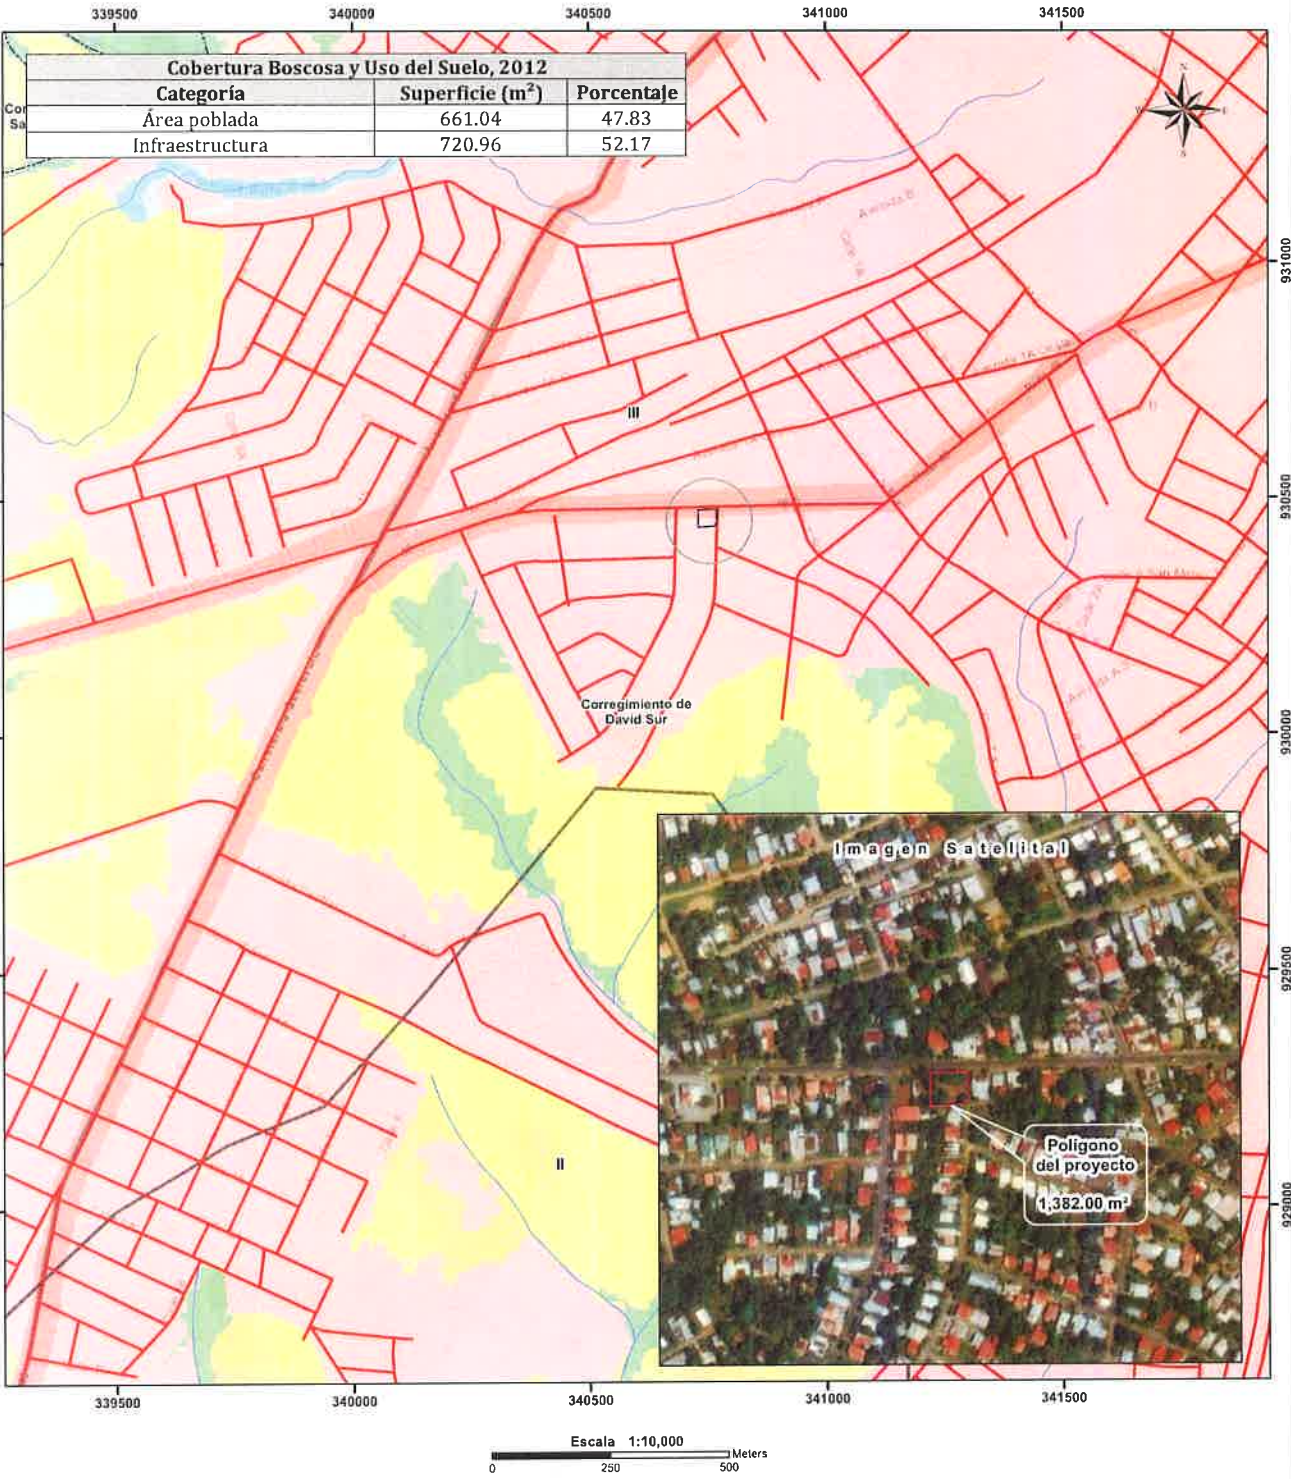 339500 340000 340500 341000 341500
Cobertura Boscosa y Uso del Suelo, 2012
Categoría Superficie (m²) Porcentaje
Área poblada 661.04 47.83
Infraestructura 720.96 52.17
Cor
Sa
N
W E
S
Avenida B
931000
III
930500
Corregimiento de
David Sur
930000
Imagen Satelital
929500
Polígono
del proyecto
1,382.00 m²
II
929000
339500 340000 340500 341000 341500
Escala 1:10,000
Meters
0 250 500